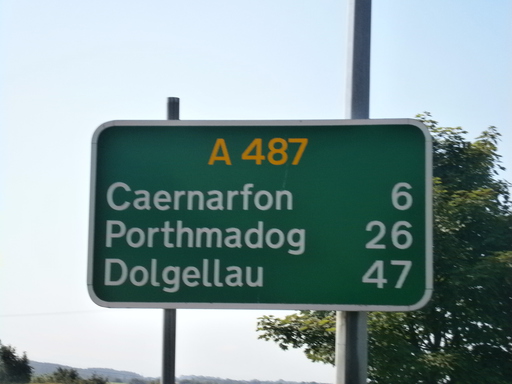 A 487
Caernarfon 6
Porthmadog 26
Dolgellau 47